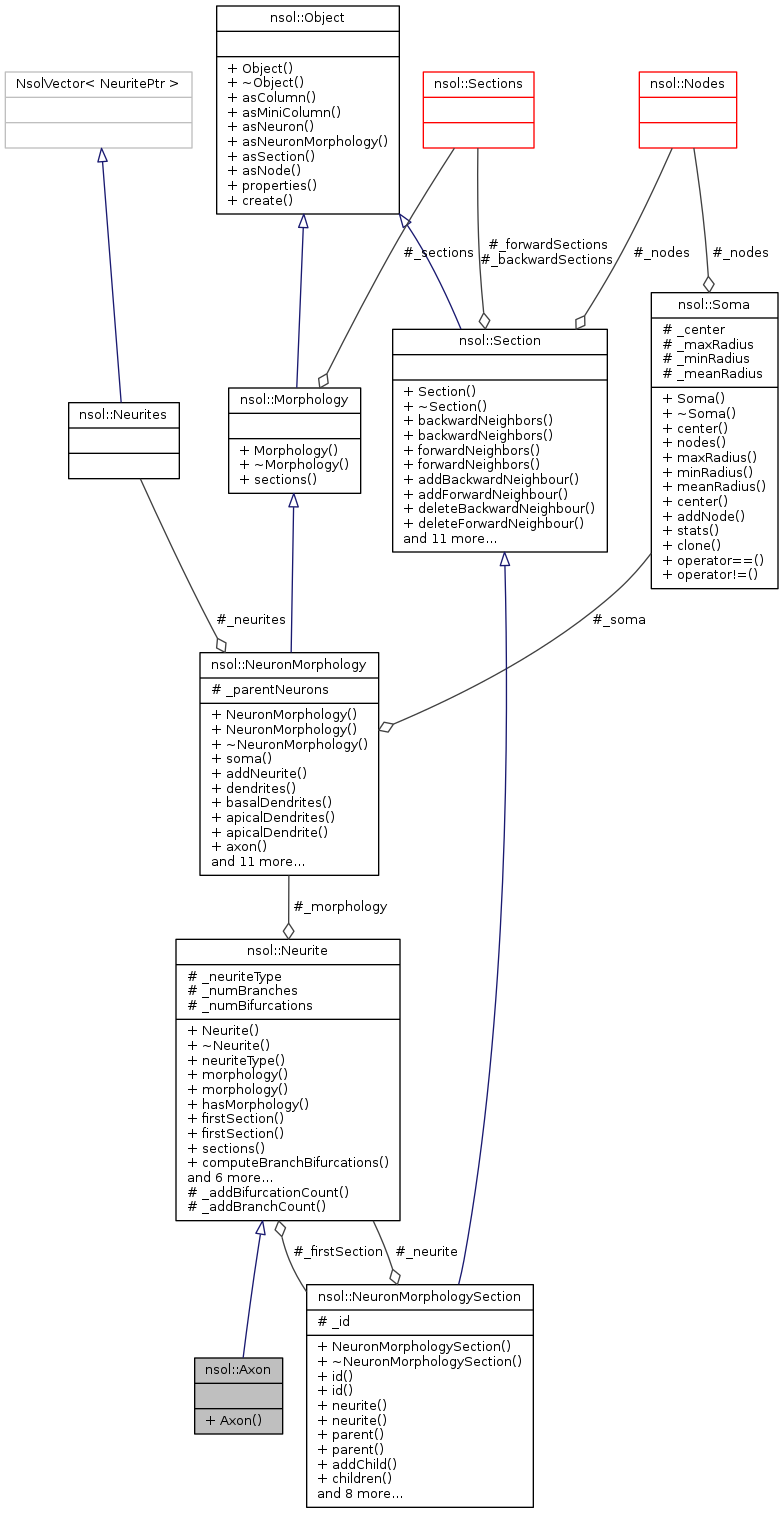 nsol::Object
+ Object()
+ ~Object()
+ asColumn()
+ asMiniColumn()
+ asNeuron()
+ asNeuronMorphology()
+ asSection()
+ asNode()
+ properties()
+ create()
NsolVector< NeuritePtr >
nsol::Sections
nsol::Nodes
#_sections
#_forwardSections
#_backwardSections
#_nodes
#_nodes
nsol::Soma
# _center
# _maxRadius
# _minRadius
# _meanRadius
+ Soma()
+ ~Soma()
+ center()
+ nodes()
+ maxRadius()
+ minRadius()
+ meanRadius()
+ center()
+ addNode()
+ stats()
+ clone()
+ operator==()
+ operator!=()
nsol::Section
+ Section()
+ ~Section()
+ backwardNeighbors()
+ backwardNeighbors()
+ forwardNeighbors()
+ forwardNeighbors()
+ addBackwardNeighbour()
+ addForwardNeighbour()
+ deleteBackwardNeighbour()
+ deleteForwardNeighbour()
and 11 more...
nsol::Morphology
+ Morphology()
+ ~Morphology()
+ sections()
nsol::Neurites
#_neurites
#_soma
nsol::NeuronMorphology
# _parentNeurons
+ NeuronMorphology()
+ NeuronMorphology()
+ ~NeuronMorphology()
+ soma()
+ addNeurite()
+ dendrites()
+ basalDendrites()
+ apicalDendrites()
+ apicalDendrite()
+ axon()
and 11 more...
#_morphology
nsol::Neurite
# _neuriteType
# _numBranches
# _numBifurcations
+ Neurite()
+ ~Neurite()
+ neuriteType()
+ morphology()
+ morphology()
+ hasMorphology()
+ firstSection()
+ firstSection()
+ sections()
+ computeBranchBifurcations()
and 6 more...
# _addBifurcationCount()
# _addBranchCount()
#_firstSection
#_neurite
nsol::NeuronMorphologySection
# _id
+ NeuronMorphologySection()
+ ~NeuronMorphologySection()
+ id()
+ id()
+ neurite()
+ neurite()
+ parent()
+ parent()
+ addChild()
+ children()
and 8 more...
nsol::Axon
+ Axon()